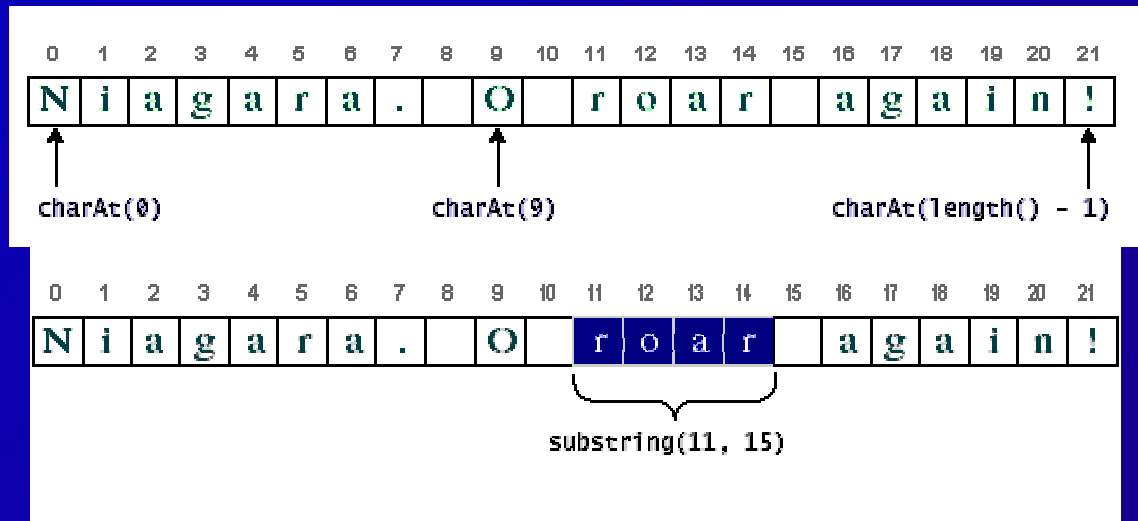 0 1 2 3 4 5 6 7 8 9 10 11 12 13 14 15 16 17 18 19 20 21
N i a g a r a . O r o a r a g a i n !
charAt(0) charAt(9) charAt(length() - 1)
0 1 2 3 4 5 6 7 8 9 10 11 12 13 14 15 16 17 18 19 20 21
N i a g a r a . O r o a r a g a i n !
substring(11, 15)